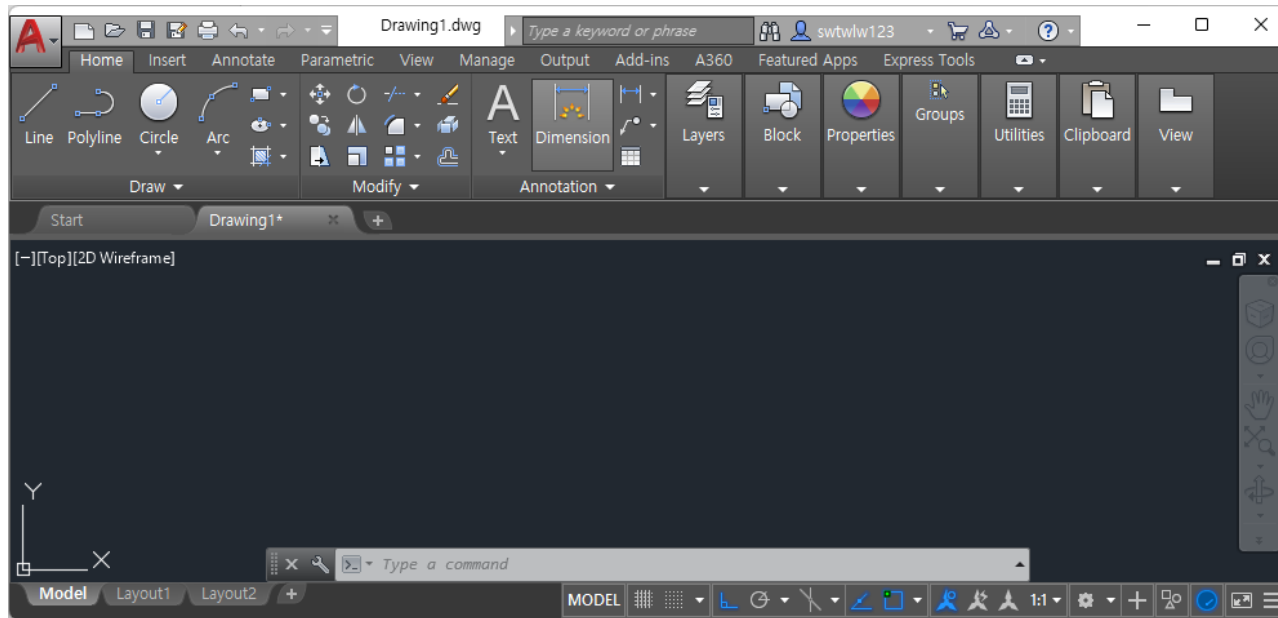 Drawing1.dwg Type a keyword or phrase swtwlw123
Home Insert Annotate Parametric View Manage Output Add-ins A360 Featured Apps Express Tools
Line Polyline Circle Arc Text Dimension Layers Block Properties Groups Utilities Clipboard View
Draw Modify Annotation
Start Drawing1* +
[−][Top][2D Wireframe]
Y
X
Type a command
Model Layout1 Layout2 + MODEL 1:1